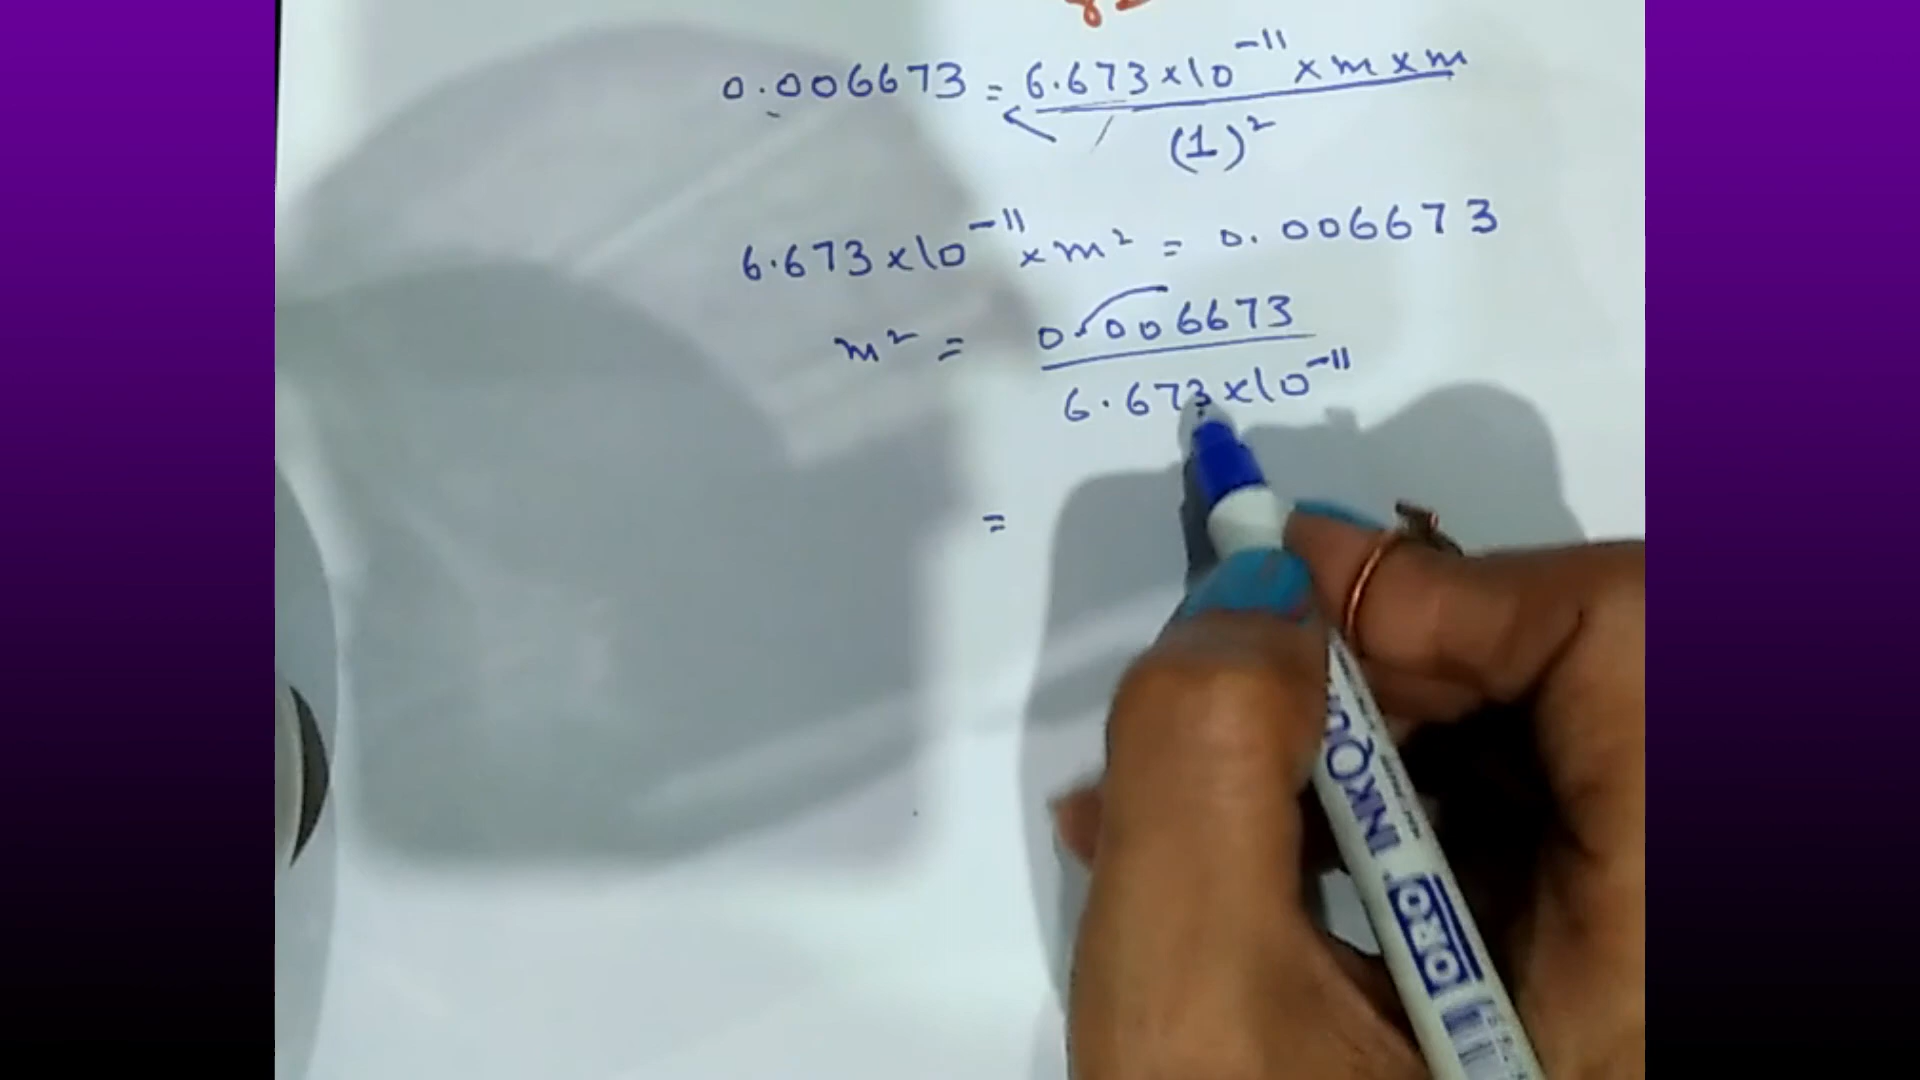 0.006673 = 6.673×10⁻¹¹ × m × m
(1)²
6.673×10⁻¹¹ × m² = 0.006673
m² = 0.006673
6.673×10⁻¹¹
=
INKQU
ORO